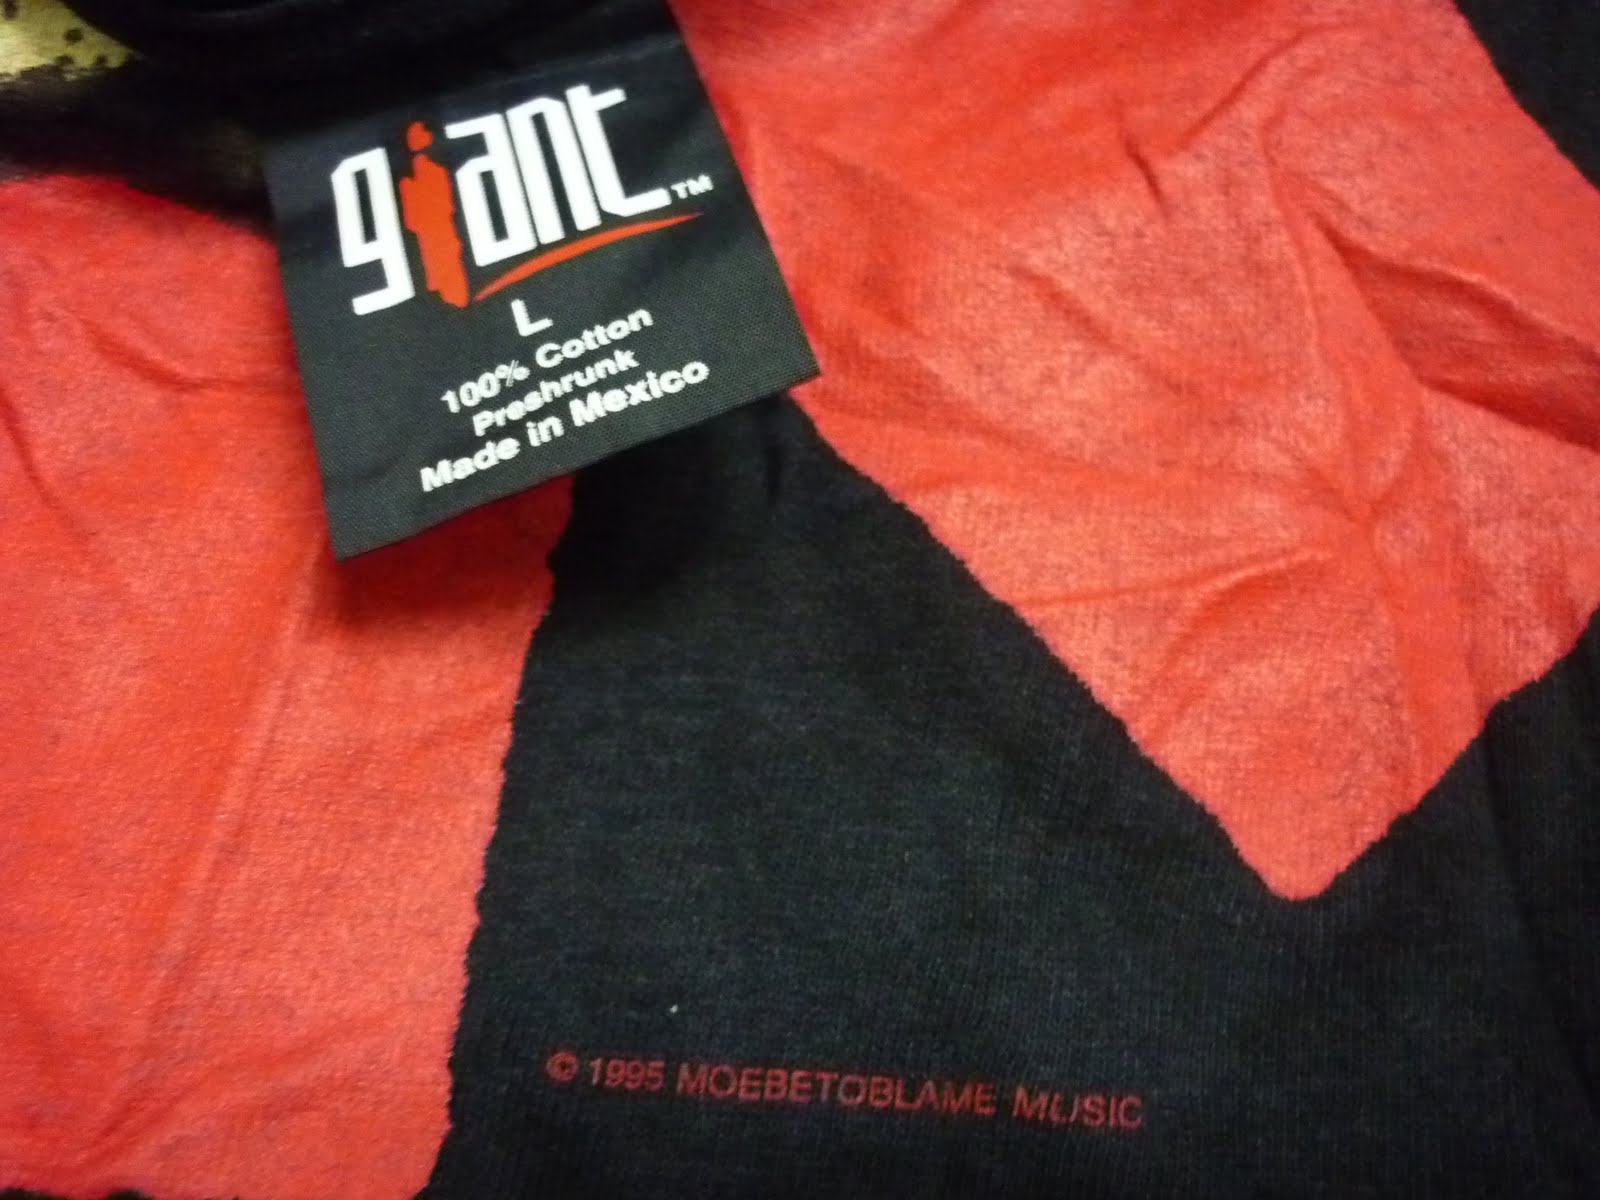 giant™
L
100% Cotton
Preshrunk
Made in Mexico
© 1995 MOEBETOBLAME MUSIC